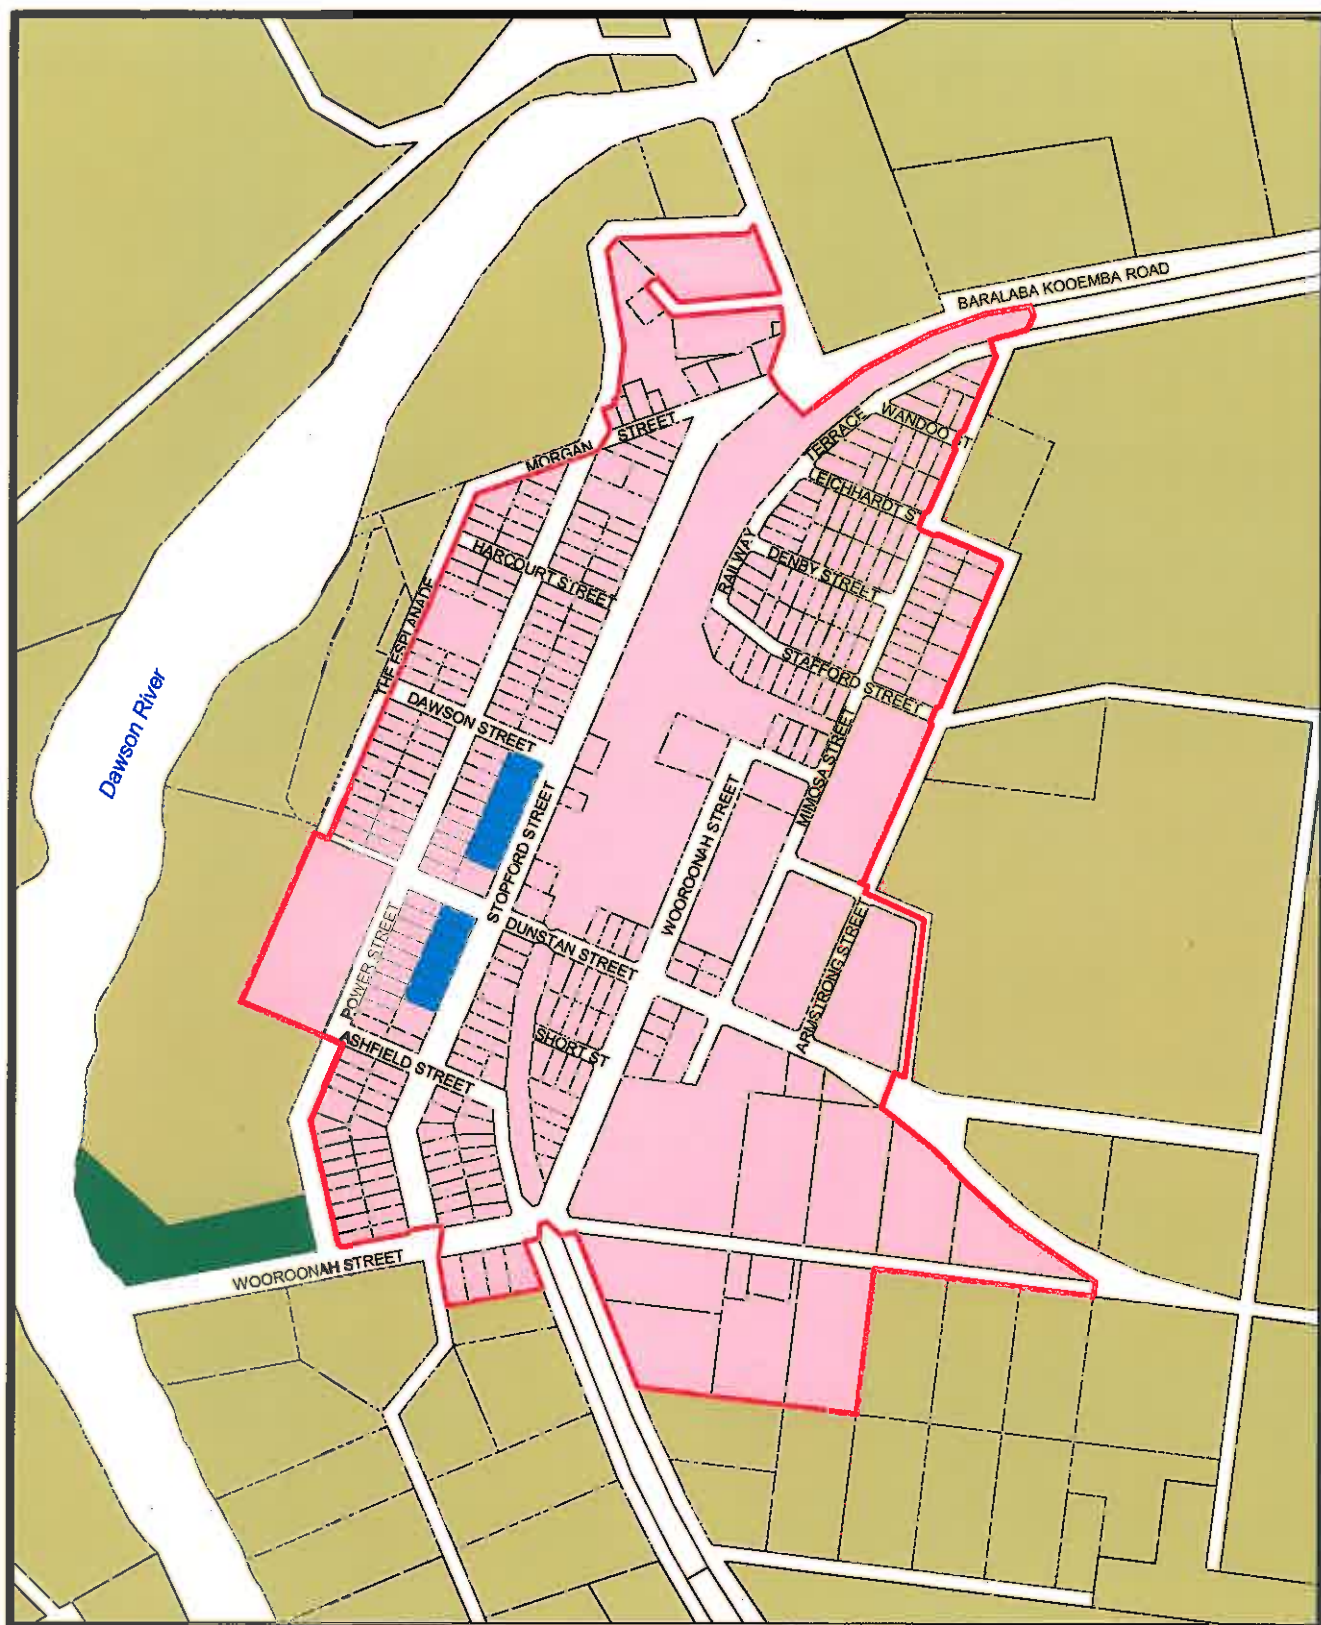 BARALABA KOOEMBA ROAD
WANDOO ST
TERRACE
MORGAN STREET
LEICHHARDT ST
RAILWAY
DENBY STREET
HARCOURT STREET
THE ESPLANADE
STAFFORD STREET
Dawson River
DAWSON STREET
MIMOSA STREET
STOPFORD STREET
WOOROONAH STREET
POWER STREET
DUNSTAN STREET
ARMSTRONG STREET
SHORT ST
ASHFIELD STREET
WOOROONAH STREET